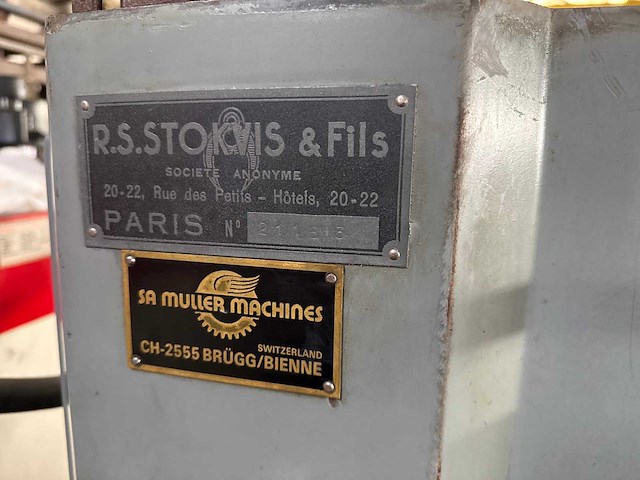 R.S.STOKVIS & Fils
SOCIETE ANONYME
20-22, Rue des Petits - Hôtels, 20-22
PARIS N°
SA MULLER MACHINES
SWITZERLAND
CH-2555 BRÜGG/BIENNE